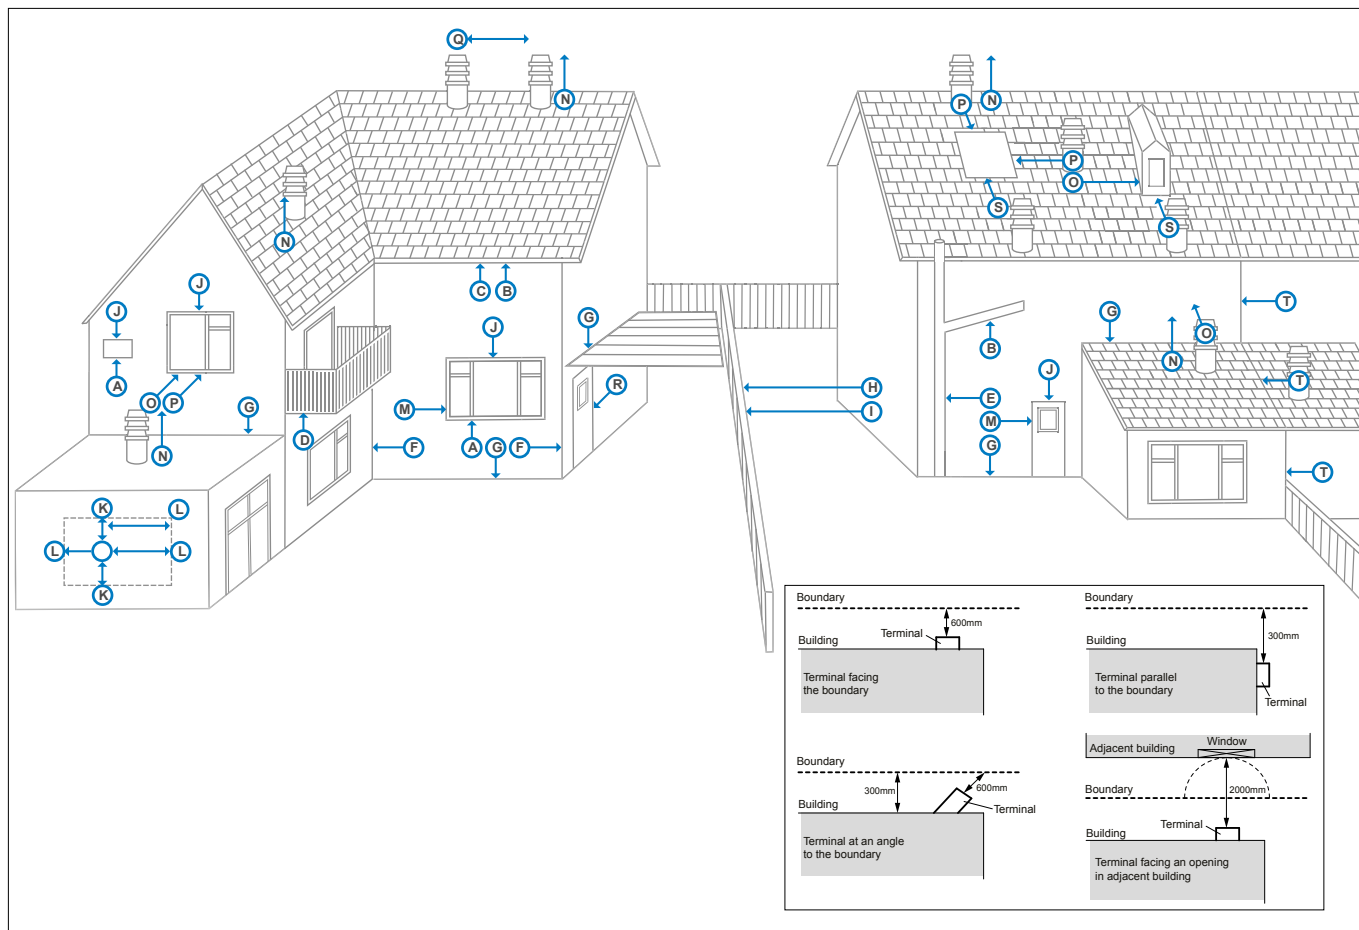 Q
N
P
N
P
O
S
S
N
J
J
C
B
J
G
G
T
O
N
B
A
O
P
G
N
D
M
F
A
G
F
R
H
I
E
M
G
J
T
T
K
L
L
L
K
Boundary
600mm
Terminal
Building
Terminal facing
the boundary
Boundary
Building
300mm
Terminal parallel
to the boundary
Terminal
Boundary
300mm
600mm
Building
Terminal
Terminal at an angle
to the boundary
Window
Adjacent building
Boundary
2000mm
Terminal
Building
Terminal facing an opening
in adjacent building